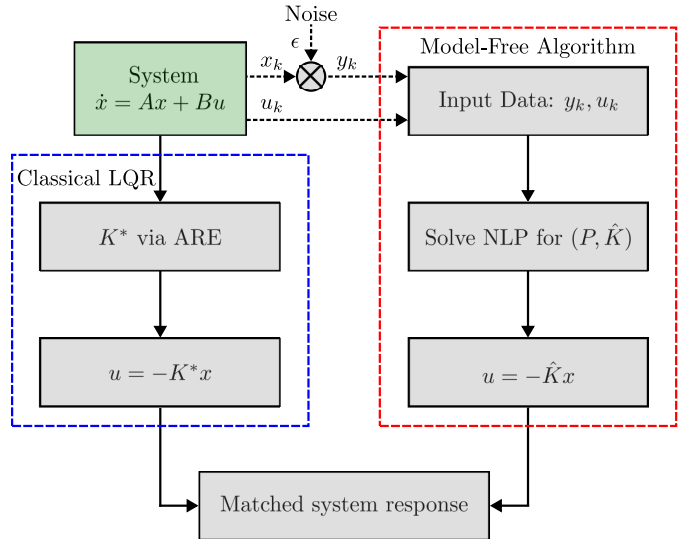 Noise
ϵ
Model-Free Algorithm
System
ẋ = Ax + Bu
x_k
y_k
u_k
Input Data: y_k, u_k
Classical LQR
K* via ARE
Solve NLP for (P, K̂)
u = −K*x
u = −K̂x
Matched system response